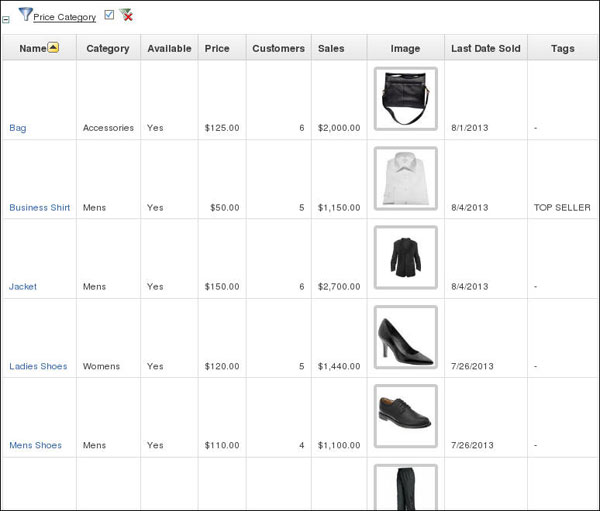 Price Category
Name Category Available Price Customers Sales Image Last Date Sold Tags
Bag Accessories Yes $125.00 6 $2,000.00 8/1/2013 -
Business Shirt Mens Yes $50.00 5 $1,150.00 8/4/2013 TOP SELLER
Jacket Mens Yes $150.00 6 $2,700.00 8/4/2013 -
Ladies Shoes Womens Yes $120.00 5 $1,440.00 7/26/2013 -
Mens Shoes Mens Yes $110.00 4 $1,100.00 7/26/2013 -